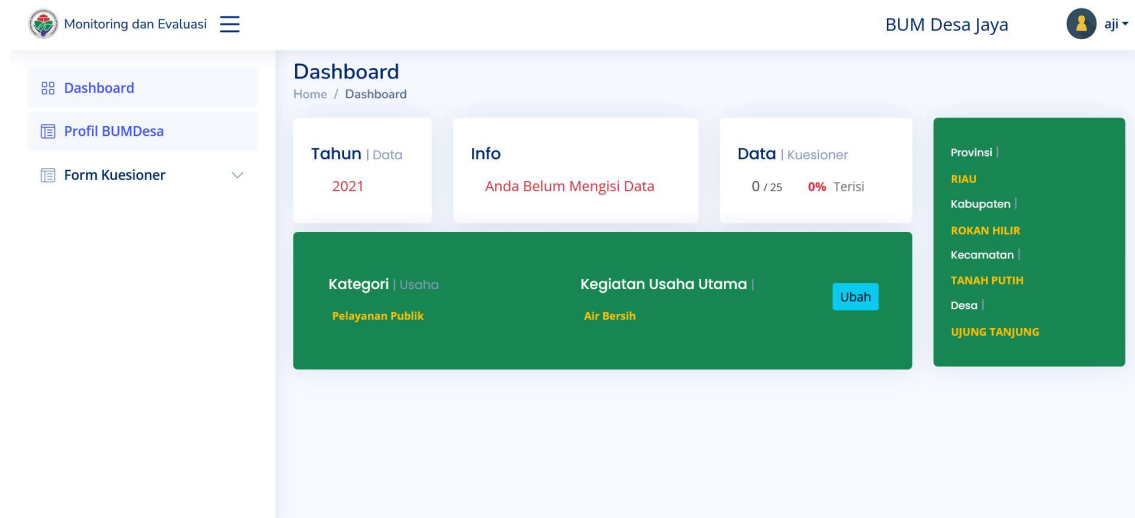 Monitoring dan Evaluasi
BUM Desa Jaya
aji
Dashboard
Profil BUMDesa
Form Kuesioner
Dashboard
Home / Dashboard
Tahun | Data
2021
Info
Anda Belum Mengisi Data
Data | Kuesioner
0 / 25 0% Terisi
Kategori | Usaha
Pelayanan Publik
Kegiatan Usaha Utama |
Air Bersih
Ubah
Provinsi |
RIAU
Kabupaten |
ROKAN HILIR
Kecamatan |
TANAH PUTIH
Desa |
UJUNG TANJUNG